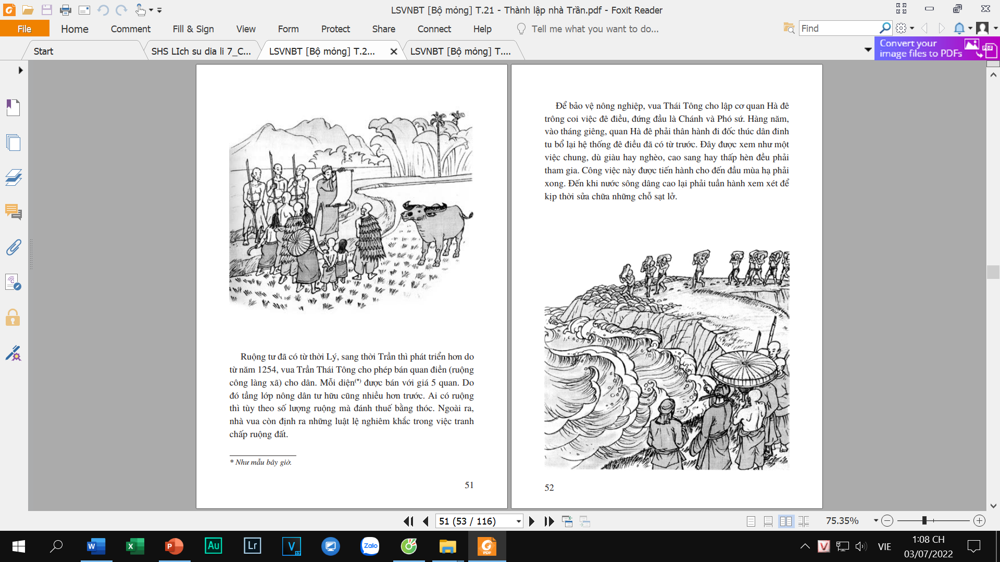 LSVNBT [Bộ mỏng] T.21 - Thành lập nhà Trần.pdf - Foxit Reader
File Home Comment Fill & Sign View Form Protect Share Connect Help Tell me what you want to do... Find
Start SHS LIch su dia li 7_C... LSVNBT [Bộ mỏng] T.2... LSVNBT [Bộ mỏng] T....
Convert your
image files to PDFs
PDF
Ruộng tư đã có từ thời Lý, sang thời Trần thì phát triển hơn do
từ năm 1254, vua Trần Thái Tông cho phép bán quan điền (ruộng
công làng xã) cho dân. Mỗi diện(*) được bán với giá 5 quan. Do
đó tầng lớp nông dân tư hữu cũng nhiều hơn trước. Ai có ruộng
thì tùy theo số lượng ruộng mà đánh thuế bằng thóc. Ngoài ra,
nhà vua còn định ra những luật lệ nghiêm khắc trong việc tranh
chấp ruộng đất.
* Như mẫu bây giờ.
51
Để bảo vệ nông nghiệp, vua Thái Tông cho lập cơ quan Hà đê
trông coi việc đê điều, đứng đầu là Chánh và Phó sứ. Hàng năm,
vào tháng giêng, quan Hà đê phải thân hành đi đốc thúc dân đinh
tu bổ lại hệ thống đê điều đã có từ trước. Đây được xem như một
việc chung, dù giàu hay nghèo, cao sang hay thấp hèn đều phải
tham gia. Công việc này được tiến hành cho đến đầu mùa hạ phải
xong. Đến khi nước sông dâng cao lại phải tuần hành xem xét để
kịp thời sửa chữa những chỗ sạt lở.
52
51 (53 / 116) 75.35%
W X P Au Lr V Zalo PDF V VIE
1:08 CH
03/07/2022